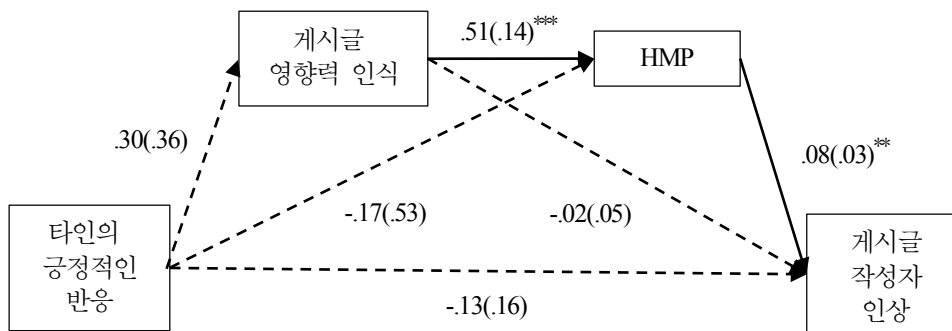 게시글
영향력 인식
.51(.14)***
HMP
.30(.36)
.08(.03)**
-.17(.53)
-.02(.05)
타인의
긍정적인
반응
게시글
작성자
인상
-.13(.16)